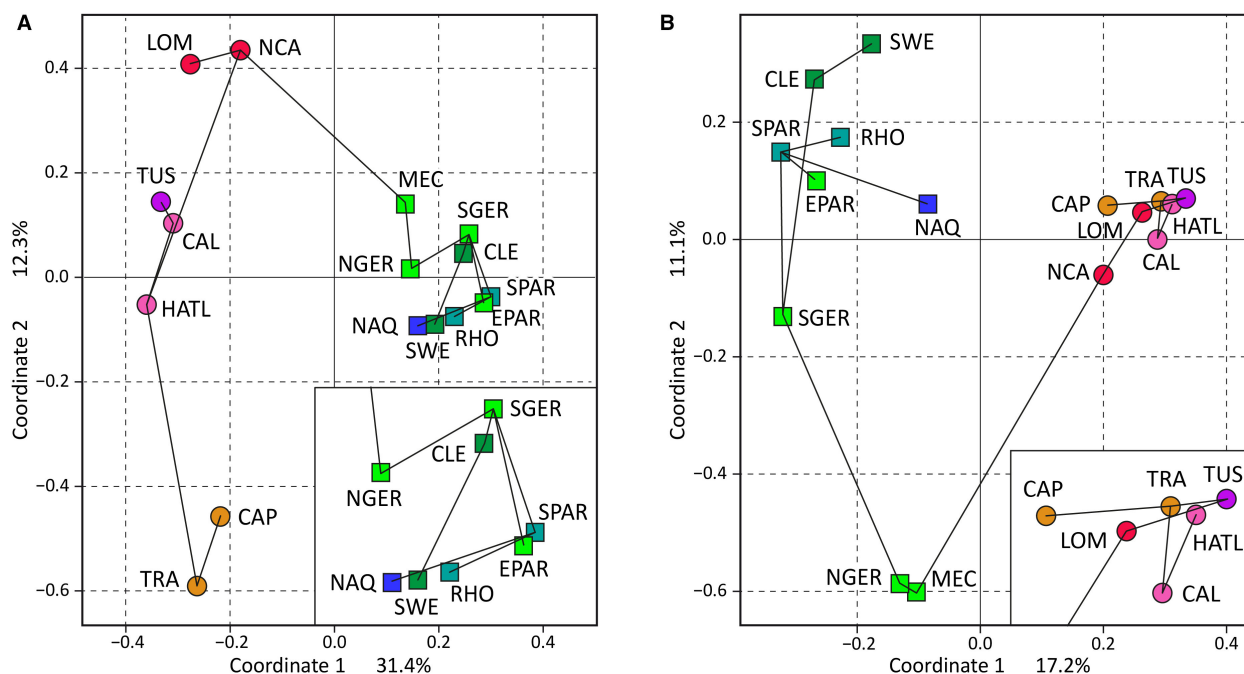 A
LOM
NCA
TUS
CAL
HATL
MEC
SGER
NGER
CLE
SPAR
NAQ
EPAR
SWE
RHO
CAP
TRA
SGER
CLE
NGER
SPAR
EPAR
NAQ
SWE
RHO
0.4
0.2
0.0
−0.2
−0.4
−0.6
−0.4
−0.2
0.0
0.2
0.4
Coordinate 1 31.4%
Coordinate 2 12.3%
B
SWE
CLE
SPAR
RHO
EPAR
NAQ
SGER
TRA
TUS
CAP
LOM
HATL
CAL
NCA
NGER
MEC
TRA
TUS
CAP
LOM
HATL
CAL
0.2
0.0
−0.2
−0.4
−0.6
−0.2
0.0
0.2
0.4
Coordinate 1 17.2%
Coordinate 2 11.1%